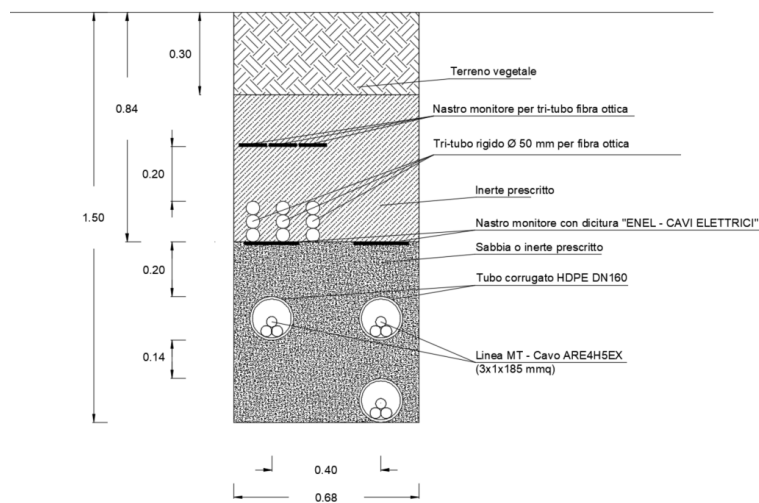 0.30
Terreno vegetale
0.84
Nastro monitore per tri-tubo fibra ottica
Tri-tubo rigido Ø 50 mm per fibra ottica
0.20
Inerte prescritto
1.50
Nastro monitore con dicitura "ENEL - CAVI ELETTRICI"
Sabbia o inerte prescritto
0.20
Tubo corrugato HDPE DN160
0.14
Linea MT - Cavo ARE4H5EX
(3x1x185 mmq)
0.40
0.68